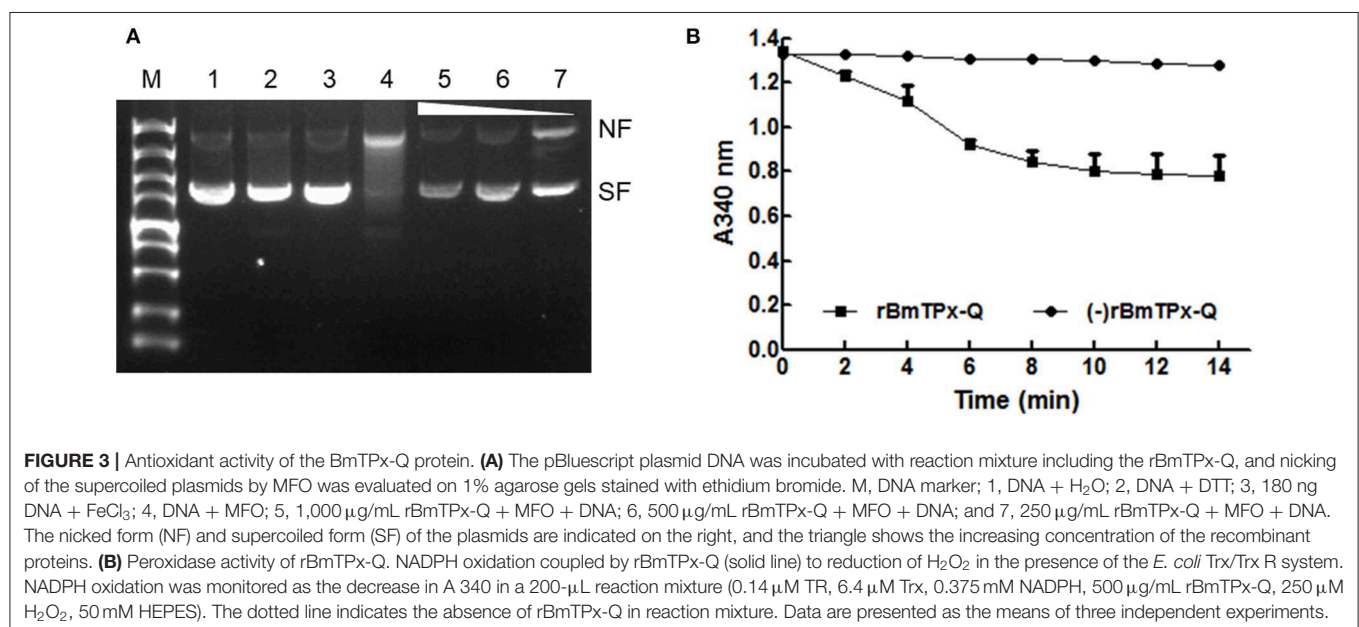 A
M 1 2 3 4 5 6 7
NF
SF
B
1.4
1.2
1.0
0.8
0.6
0.4
0.2
0.0
A340 nm
rBmTPx-Q (-)rBmTPx-Q
0 2 4 6 8 10 12 14
Time (min)
FIGURE 3 | Antioxidant activity of the BmTPx-Q protein. (A) The pBluescript plasmid DNA was incubated with reaction mixture including the rBmTPx-Q, and nicking
of the supercoiled plasmids by MFO was evaluated on 1% agarose gels stained with ethidium bromide. M, DNA marker; 1, DNA + H₂O; 2, DNA + DTT; 3, 180 ng
DNA + FeCl₃; 4, DNA + MFO; 5, 1,000 μg/mL rBmTPx-Q + MFO + DNA; 6, 500 μg/mL rBmTPx-Q + MFO + DNA; and 7, 250 μg/mL rBmTPx-Q + MFO + DNA.
The nicked form (NF) and supercoiled form (SF) of the plasmids are indicated on the right, and the triangle shows the increasing concentration of the recombinant
proteins. (B) Peroxidase activity of rBmTPx-Q. NADPH oxidation coupled by rBmTPx-Q (solid line) to reduction of H₂O₂ in the presence of the E. coli Trx/Trx R system.
NADPH oxidation was monitored as the decrease in A 340 in a 200-μL reaction mixture (0.14 μM TR, 6.4 μM Trx, 0.375 mM NADPH, 500 μg/mL rBmTPx-Q, 250 μM
H₂O₂, 50 mM HEPES). The dotted line indicates the absence of rBmTPx-Q in reaction mixture. Data are presented as the means of three independent experiments.